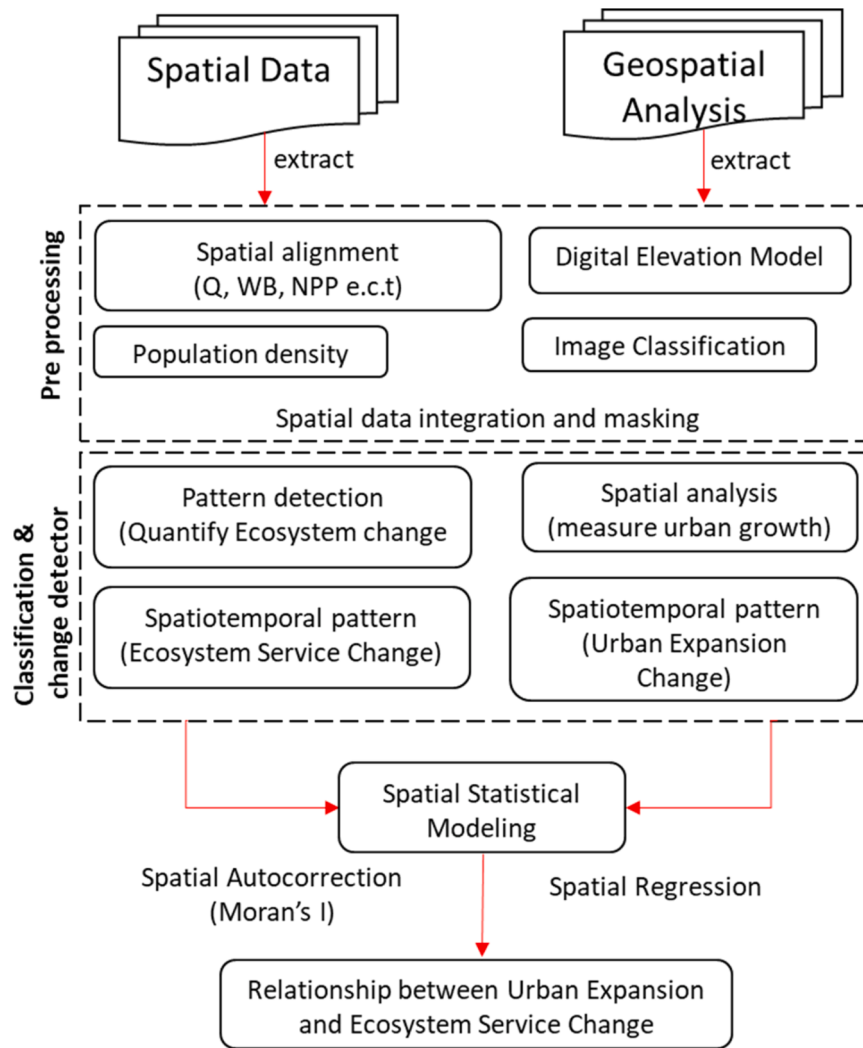 Spatial Data
Geospatial
Analysis
extract
extract
Pre processing
Spatial alignment
(Q, WB, NPP e.c.t)
Digital Elevation Model
Population density
Image Classification
Spatial data integration and masking
Classification &
change detector
Pattern detection
(Quantify Ecosystem change
Spatial analysis
(measure urban growth)
Spatiotemporal pattern
(Ecosystem Service Change)
Spatiotemporal pattern
(Urban Expansion
Change)
Spatial Statistical
Modeling
Spatial Autocorrection
(Moran’s I)
Spatial Regression
Relationship between Urban Expansion
and Ecosystem Service Change